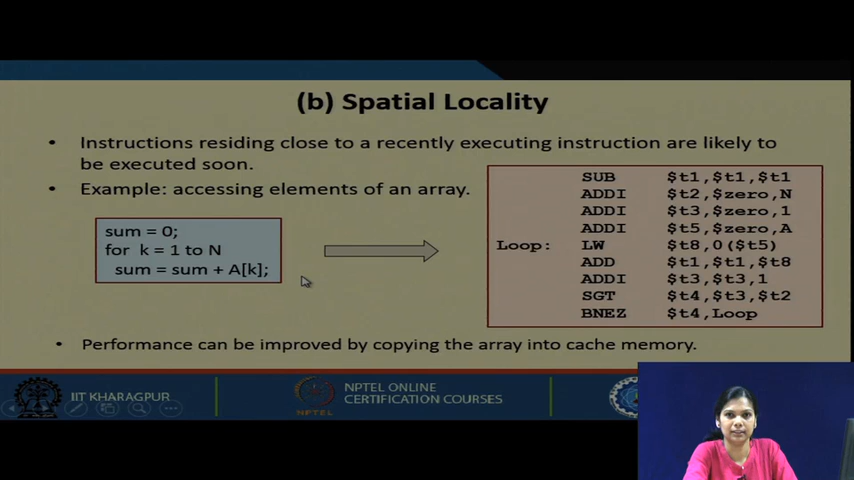 (b) Spatial Locality
• Instructions residing close to a recently executing instruction are likely to
be executed soon.
• Example: accessing elements of an array.
sum = 0;
for k = 1 to N
sum = sum + A[k];
SUB $t1,$t1,$t1
ADDI $t2,$zero,N
ADDI $t3,$zero,1
ADDI $t5,$zero,A
Loop: LW $t8,0($t5)
ADD $t1,$t1,$t8
ADDI $t3,$t3,1
SGT $t4,$t3,$t2
BNEZ $t4,Loop
• Performance can be improved by copying the array into cache memory.
IIT KHARAGPUR
NPTEL
NPTEL ONLINE
CERTIFICATION COURSES